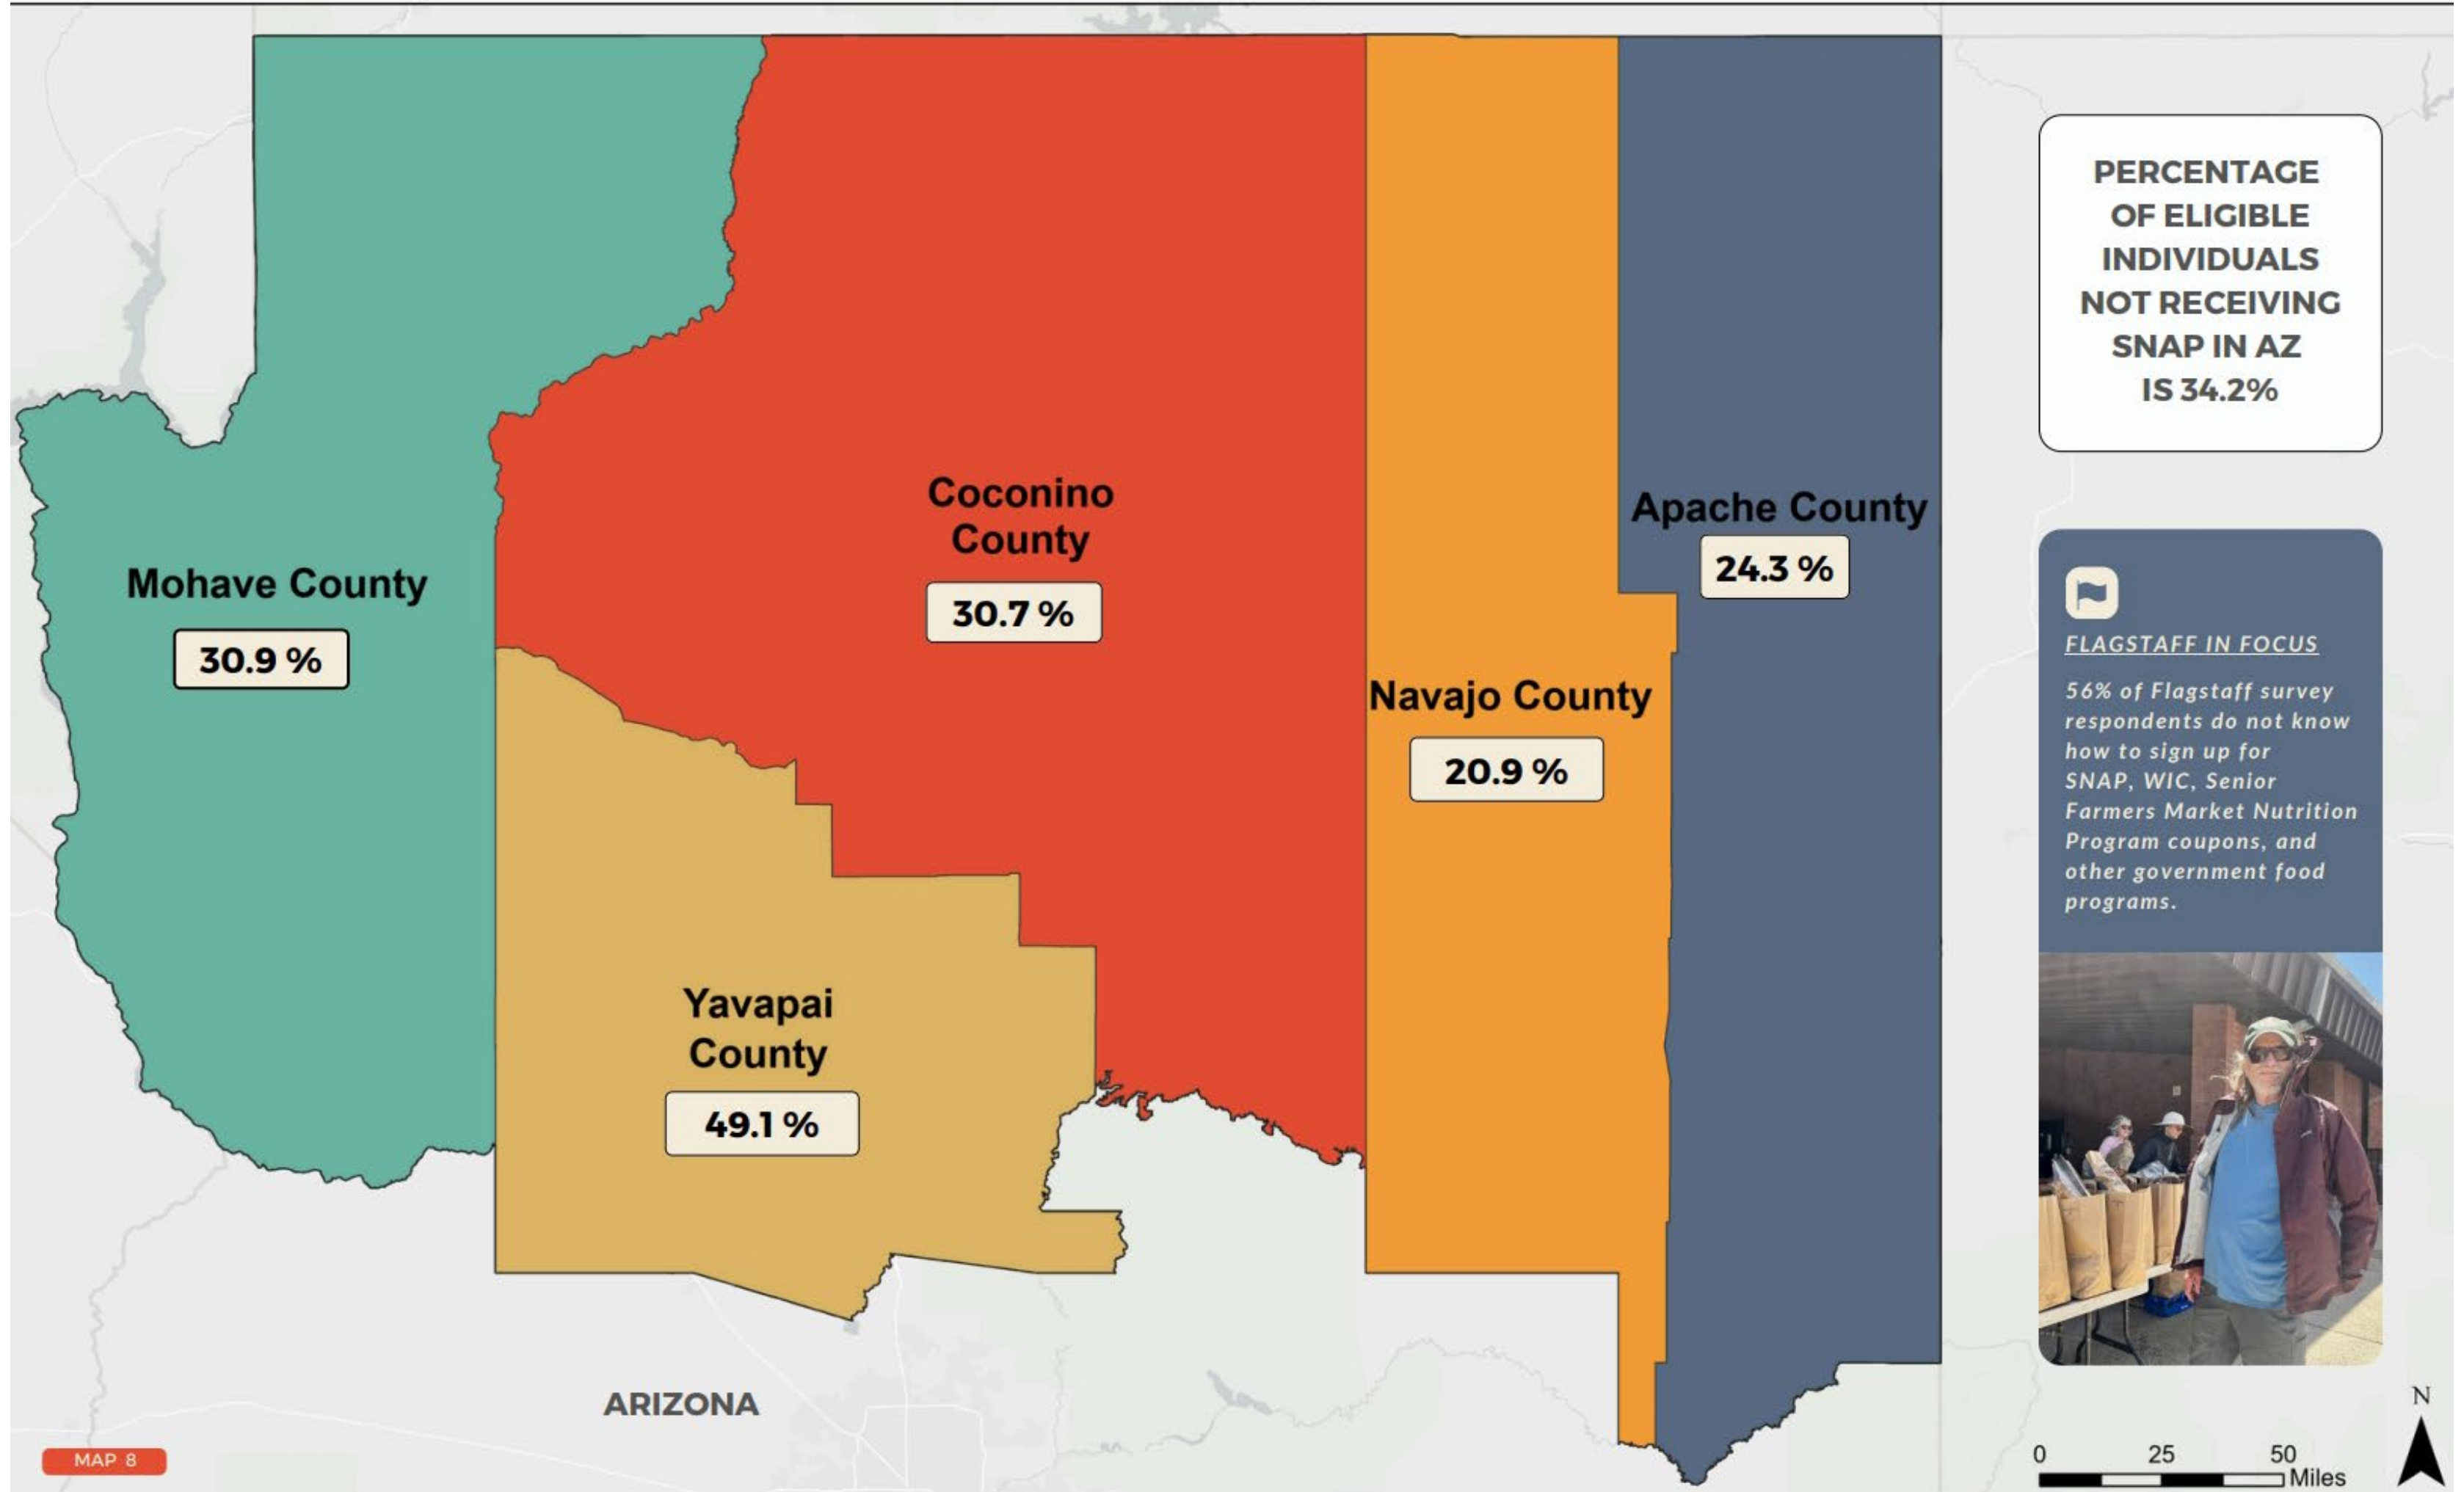 Mohave County
30.9 %
Coconino
County
30.7 %
Navajo County
20.9 %
Apache County
24.3 %
Yavapai
County
49.1 %
ARIZONA
MAP 8
PERCENTAGE
OF ELIGIBLE
INDIVIDUALS
NOT RECEIVING
SNAP IN AZ
IS 34.2%
FLAGSTAFF IN FOCUS
56% of Flagstaff survey
respondents do not know
how to sign up for
SNAP, WIC, Senior
Farmers Market Nutrition
Program coupons, and
other government food
programs.
N
0 25 50
Miles